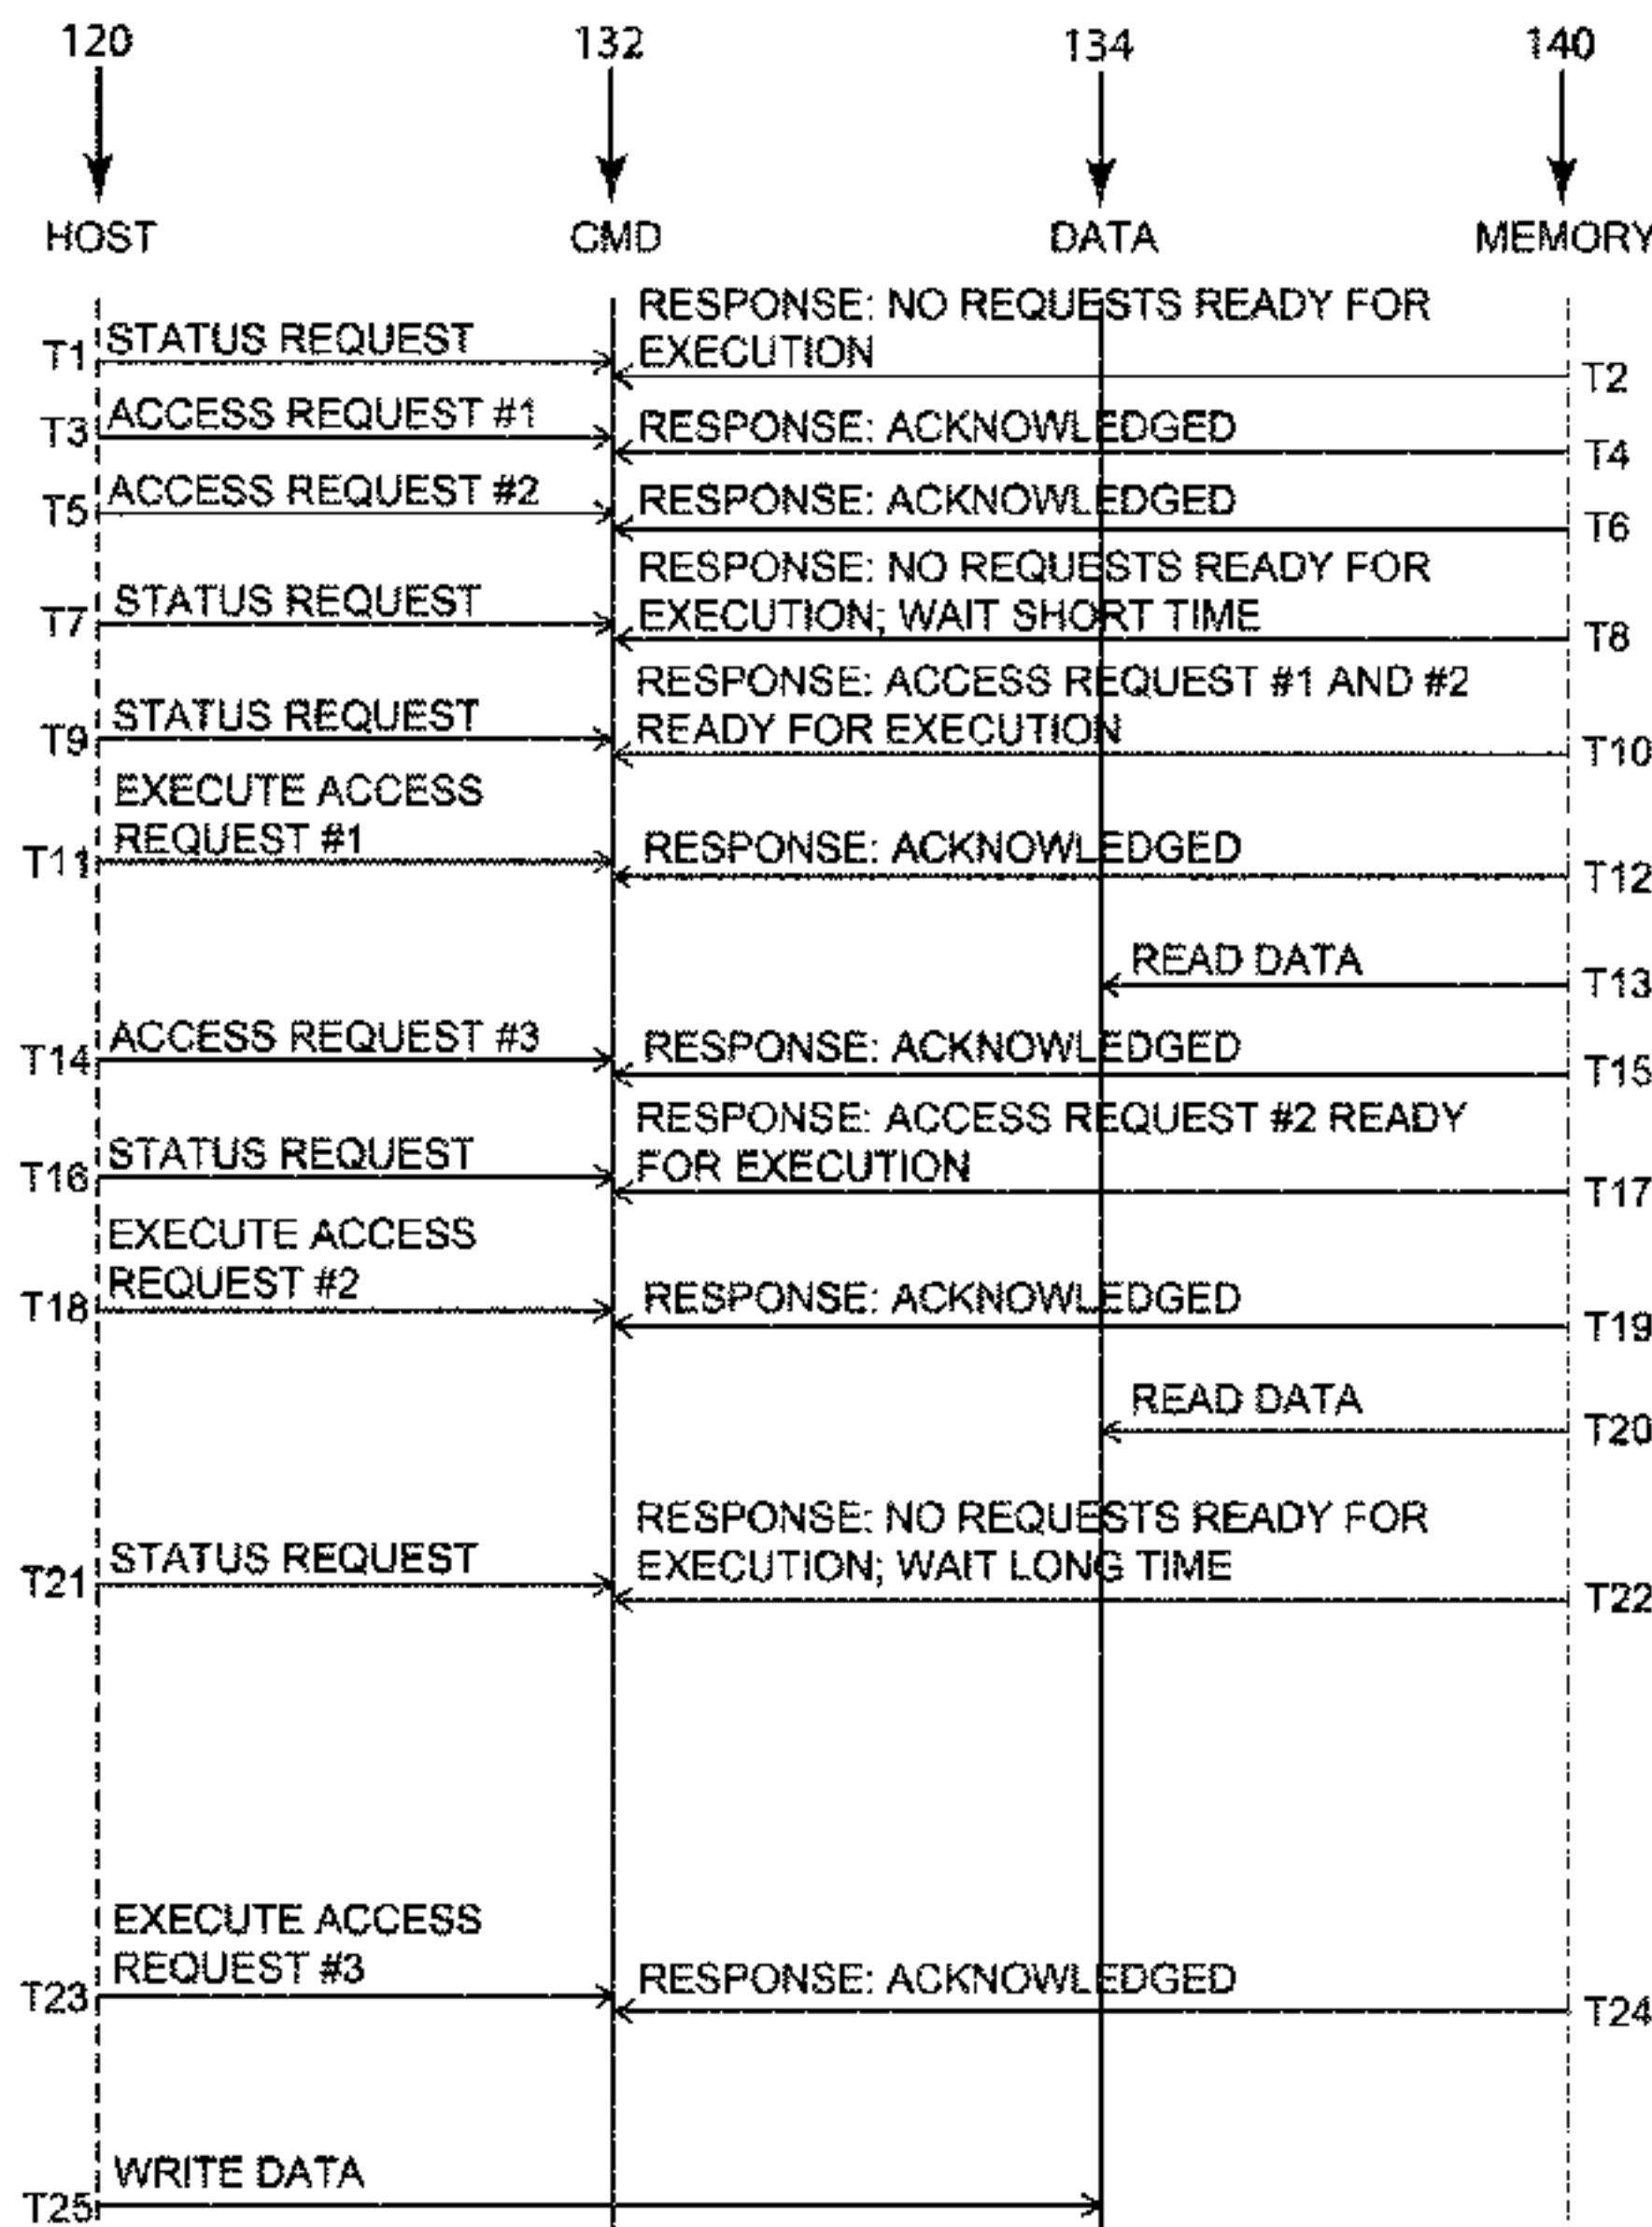 120 132 134 140
HOST CMD DATA MEMORY
RESPONSE: NO REQUESTS READY FOR
T1 STATUS REQUEST EXECUTION T2
T3 ACCESS REQUEST #1 RESPONSE: ACKNOWLEDGED T4
T5 ACCESS REQUEST #2 RESPONSE: ACKNOWLEDGED T6
RESPONSE: NO REQUESTS READY FOR
T7 STATUS REQUEST EXECUTION; WAIT SHORT TIME T8
RESPONSE: ACCESS REQUEST #1 AND #2
T9 STATUS REQUEST READY FOR EXECUTION T10
EXECUTE ACCESS
T11 REQUEST #1 RESPONSE: ACKNOWLEDGED T12
READ DATA T13
T14 ACCESS REQUEST #3 RESPONSE: ACKNOWLEDGED T15
RESPONSE: ACCESS REQUEST #2 READY
T16 STATUS REQUEST FOR EXECUTION T17
EXECUTE ACCESS
T18 REQUEST #2 RESPONSE: ACKNOWLEDGED T19
READ DATA T20
RESPONSE: NO REQUESTS READY FOR
T21 STATUS REQUEST EXECUTION; WAIT LONG TIME T22
EXECUTE ACCESS
T23 REQUEST #3 RESPONSE: ACKNOWLEDGED T24
T25 WRITE DATA